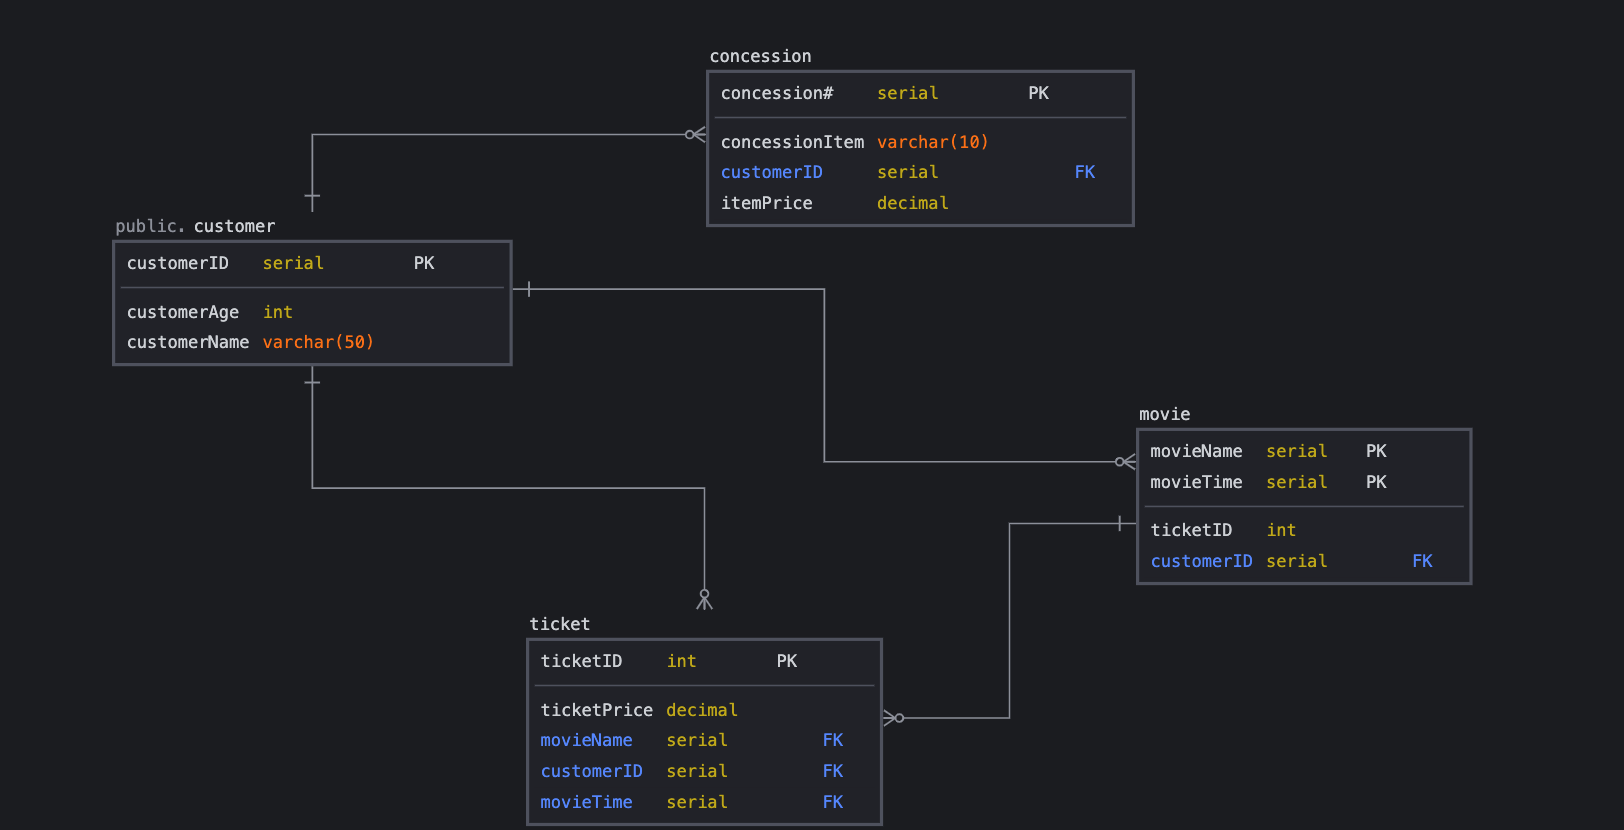 concession
concession# serial PK
concessionItem varchar(10)
customerID serial FK
itemPrice decimal
public. customer
customerID serial PK
customerAge int
customerName varchar(50)
movie
movieName serial PK
movieTime serial PK
ticketID int
customerID serial FK
ticket
ticketID int PK
ticketPrice decimal
movieName serial FK
customerID serial FK
movieTime serial FK